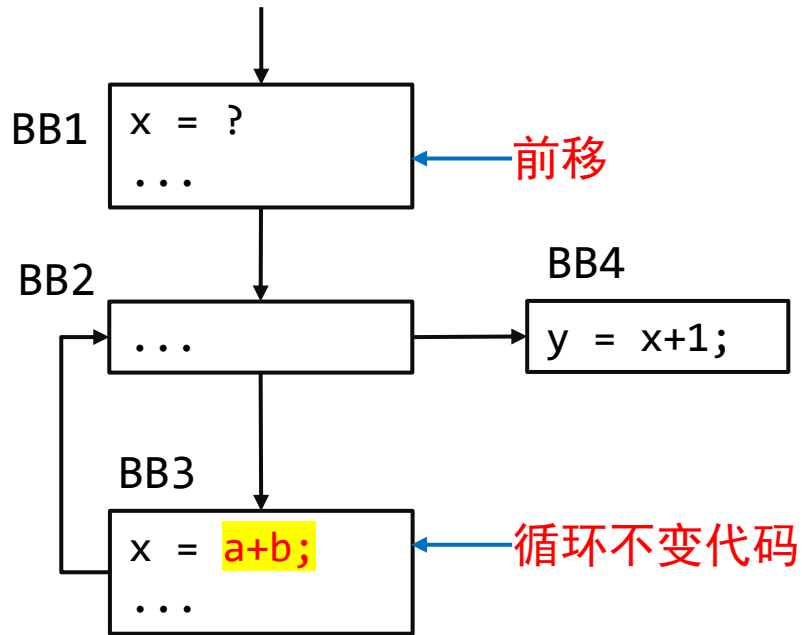 BB1
x = ?
...
前移
BB2
...
BB4
y = x+1;
BB3
x = a+b;
...
循环不变代码